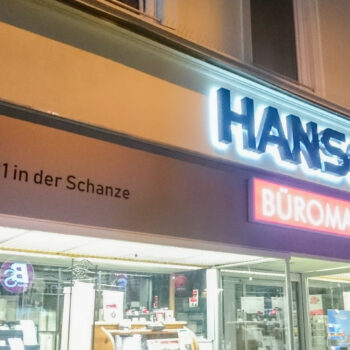 HANS
1 in der Schanze
BÜROMA